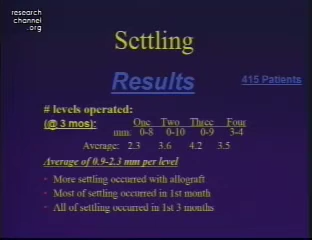 research
channel
.org
Settling
Results
415 Patients
# levels operated:
(@ 3 mos): One Two Three Four
mm: 0-8 0-10 0-9 3-4
Average: 2.3 3.6 4.2 3.5
Average of 0.9-2.3 mm per level
• More settling occurred with allograft
• Most of settling occurred in 1st month
• All of settling occurred in 1st 3 months